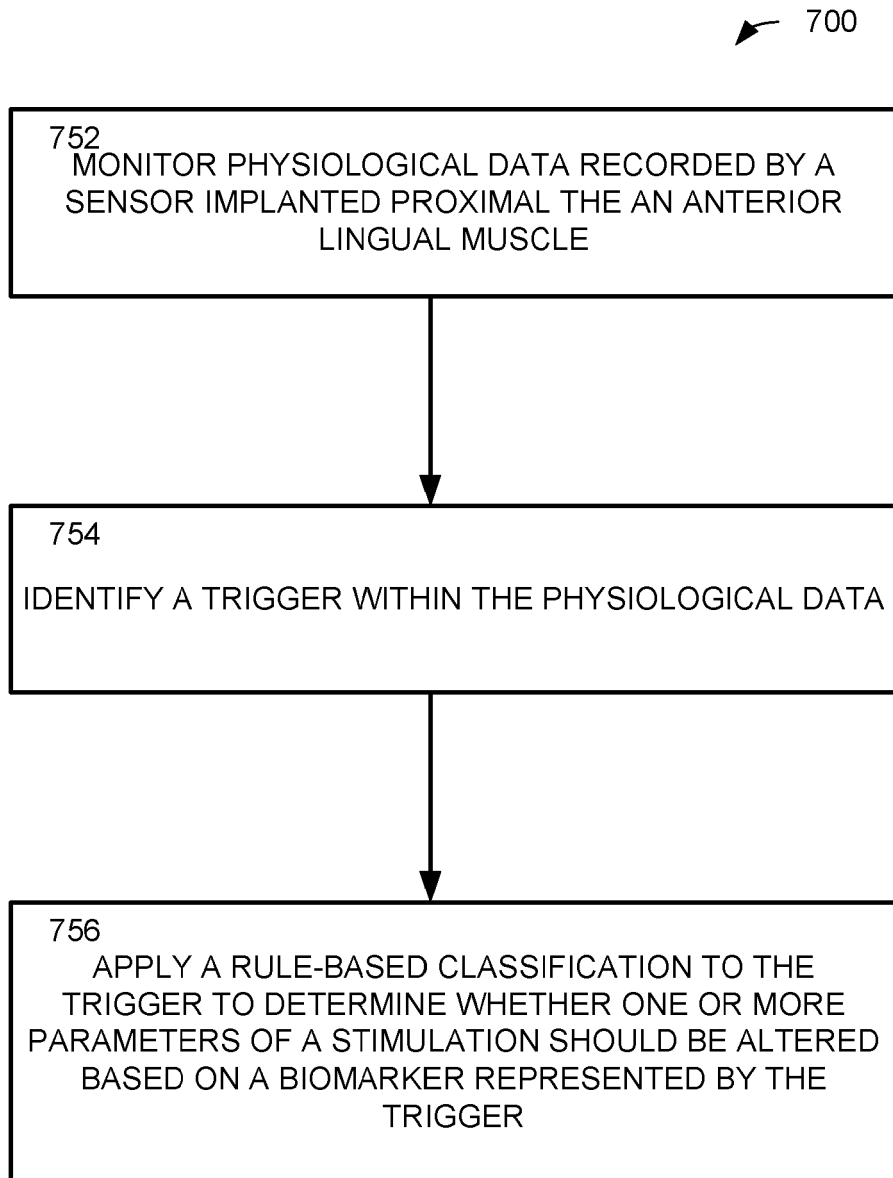 700
752
MONITOR PHYSIOLOGICAL DATA RECORDED BY A
SENSOR IMPLANTED PROXIMAL THE AN ANTERIOR
LINGUAL MUSCLE
754
IDENTIFY A TRIGGER WITHIN THE PHYSIOLOGICAL DATA
756
APPLY A RULE-BASED CLASSIFICATION TO THE
TRIGGER TO DETERMINE WHETHER ONE OR MORE
PARAMETERS OF A STIMULATION SHOULD BE ALTERED
BASED ON A BIOMARKER REPRESENTED BY THE
TRIGGER